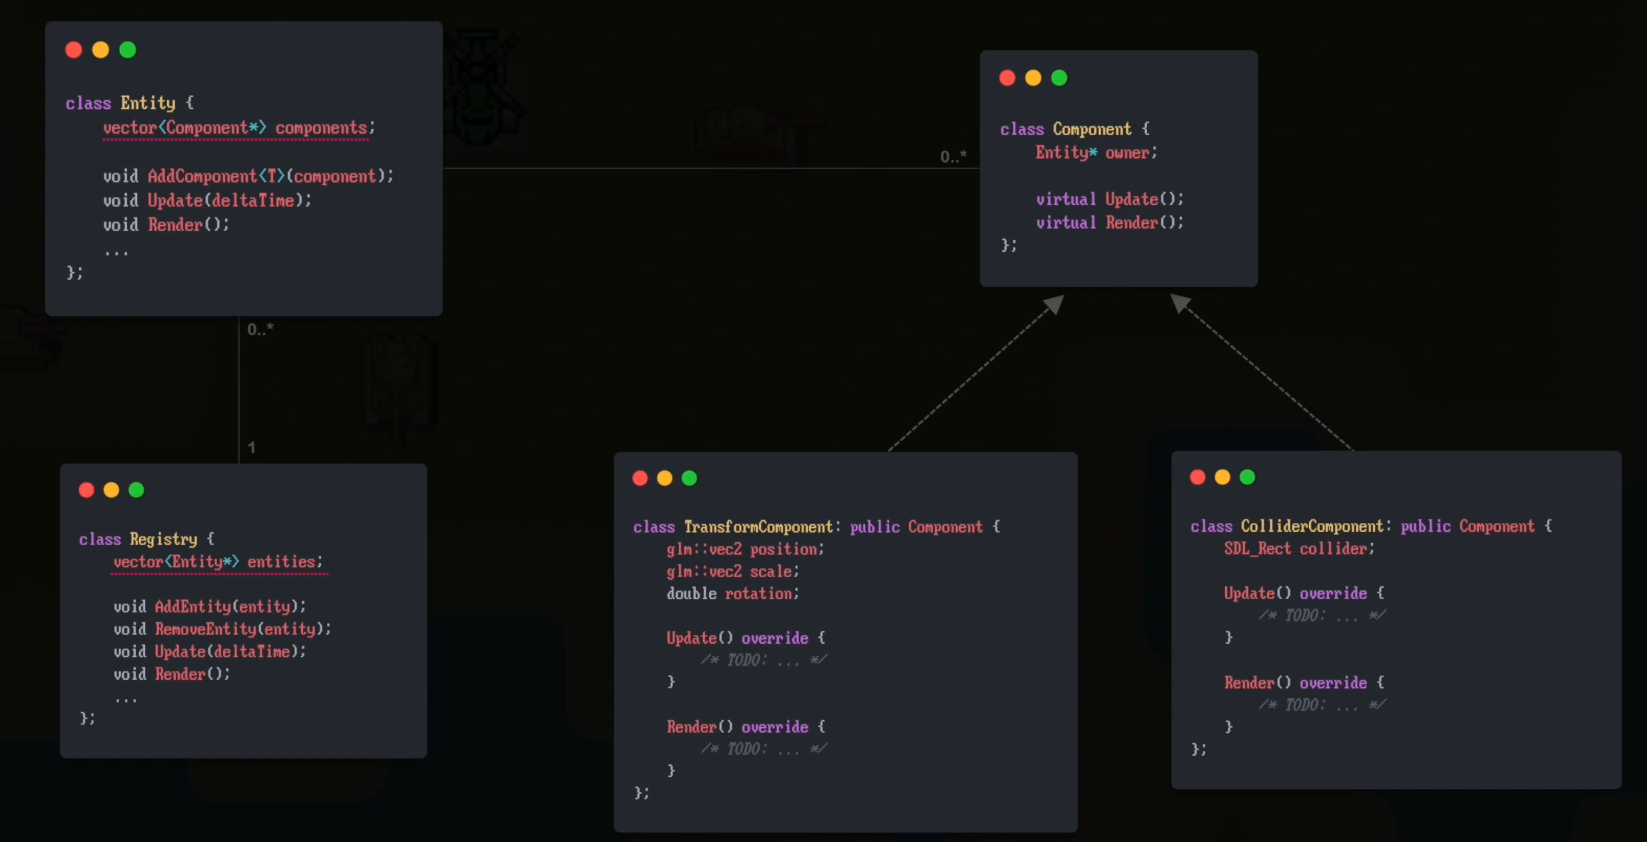 class Entity {
vector<Component*> components;
void AddComponent<T>(component);
void Update(deltaTime);
void Render();
...
};
0..*
class Component {
Entity* owner;
virtual Update();
virtual Render();
};
0..*
1
class Registry {
vector<Entity*> entities;
void AddEntity(entity);
void RemoveEntity(entity);
void Update(deltaTime);
void Render();
...
};
class TransformComponent: public Component {
glm::vec2 position;
glm::vec2 scale;
double rotation;
Update() override {
/* TODO: ... */
}
Render() override {
/* TODO: ... */
}
};
class ColliderComponent: public Component {
SDL_Rect collider;
Update() override {
/* TODO: ... */
}
Render() override {
/* TODO: ... */
}
};